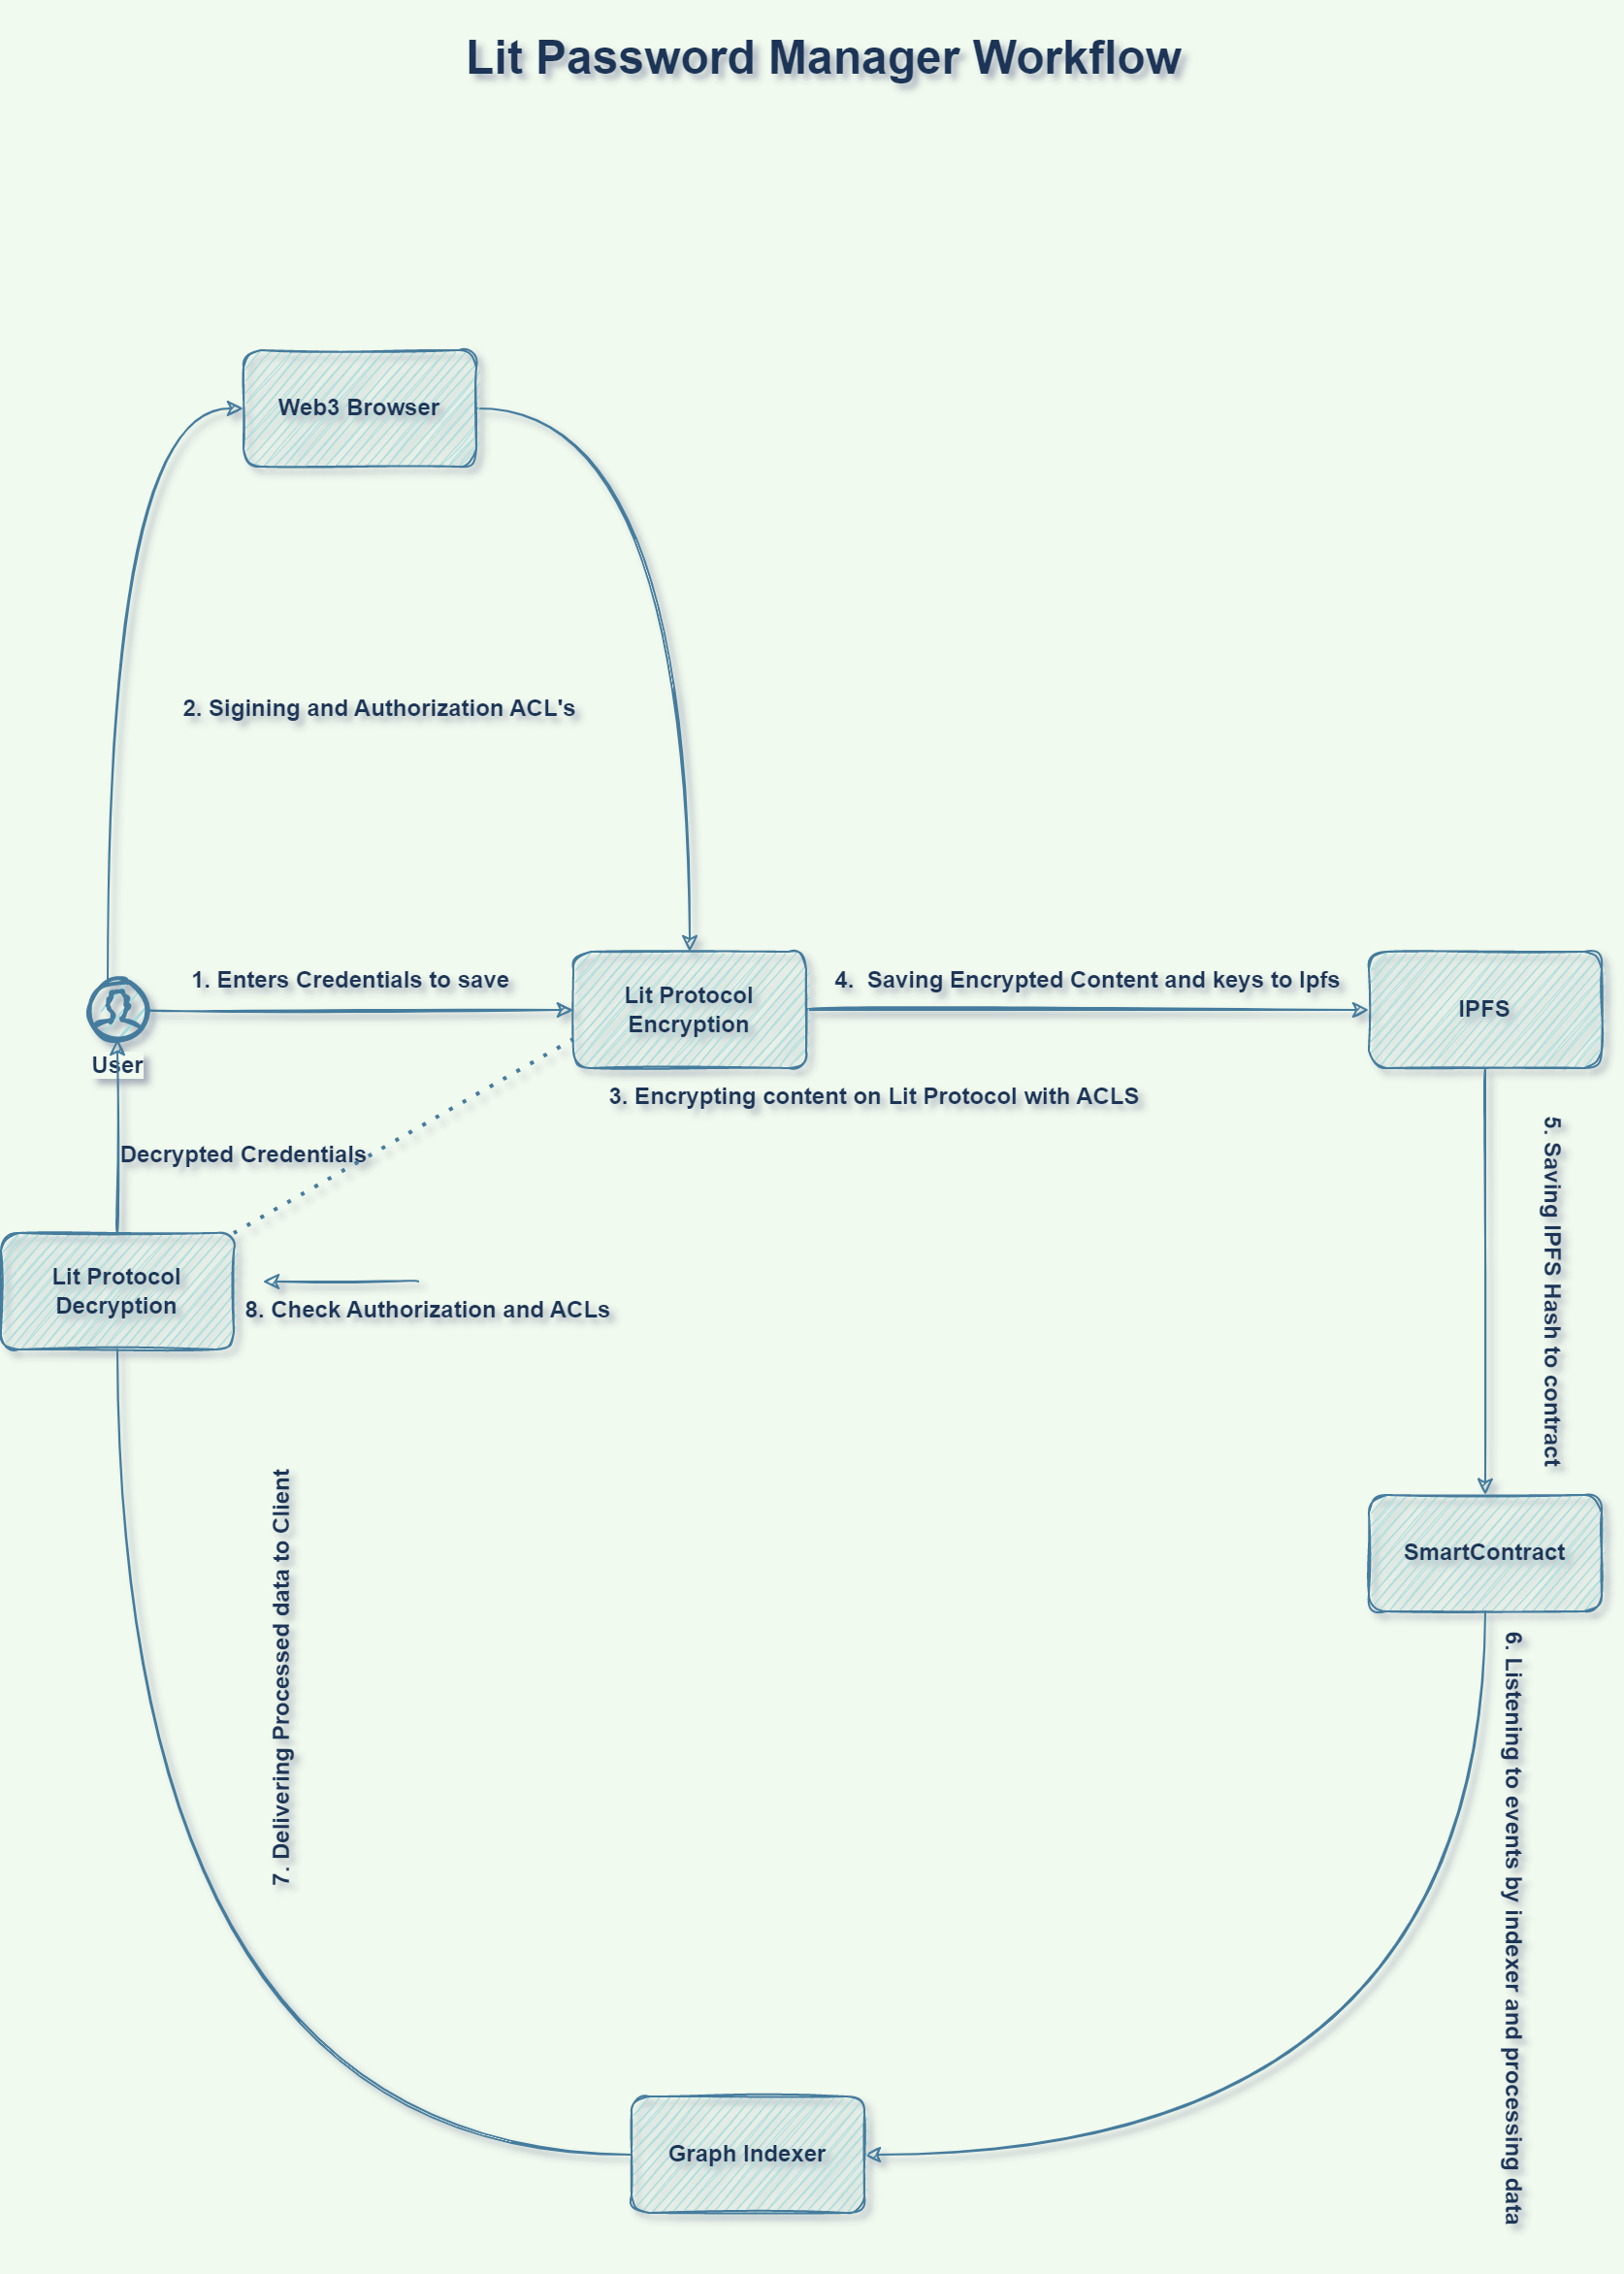 Lit Password Manager Workflow
Web3 Browser
2. Sigining and Authorization ACL's
1. Enters Credentials to save
Lit Protocol
Encryption
4.  Saving Encrypted Content and keys to Ipfs
IPFS
User
3. Encrypting content on Lit Protocol with ACLS
5. Saving IPFS Hash to contract
Decrypted Credentials
Lit Protocol
Decryption
8. Check Authorization and ACLs
7. Delivering Processed data to Client
SmartContract
6. Listening to events by indexer and processing data
Graph Indexer